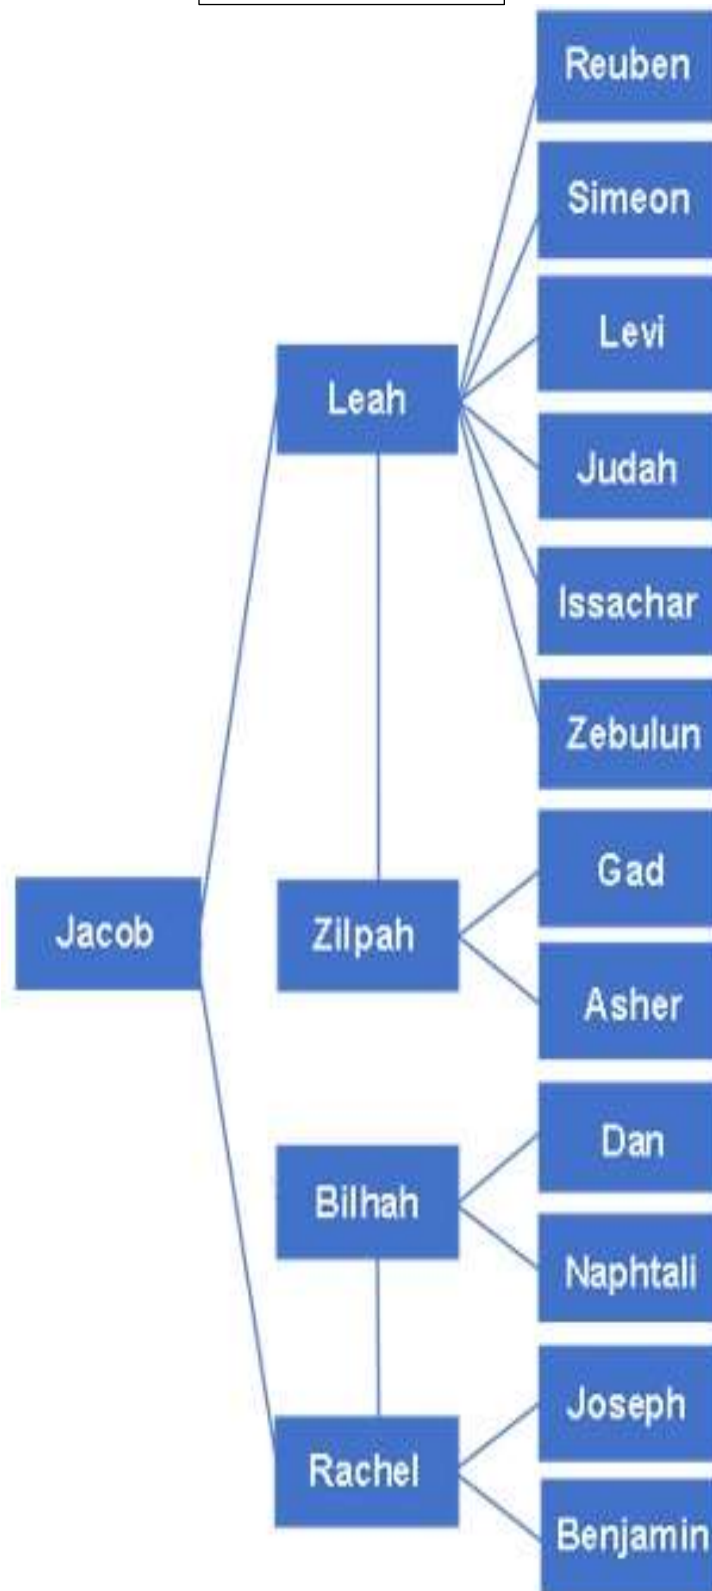 Reuben
Simeon
Levi
Leah
Judah
Issachar
Zebulun
Gad
Jacob
Zilpah
Asher
Dan
Bilhah
Naphtali
Joseph
Rachel
Benjamin